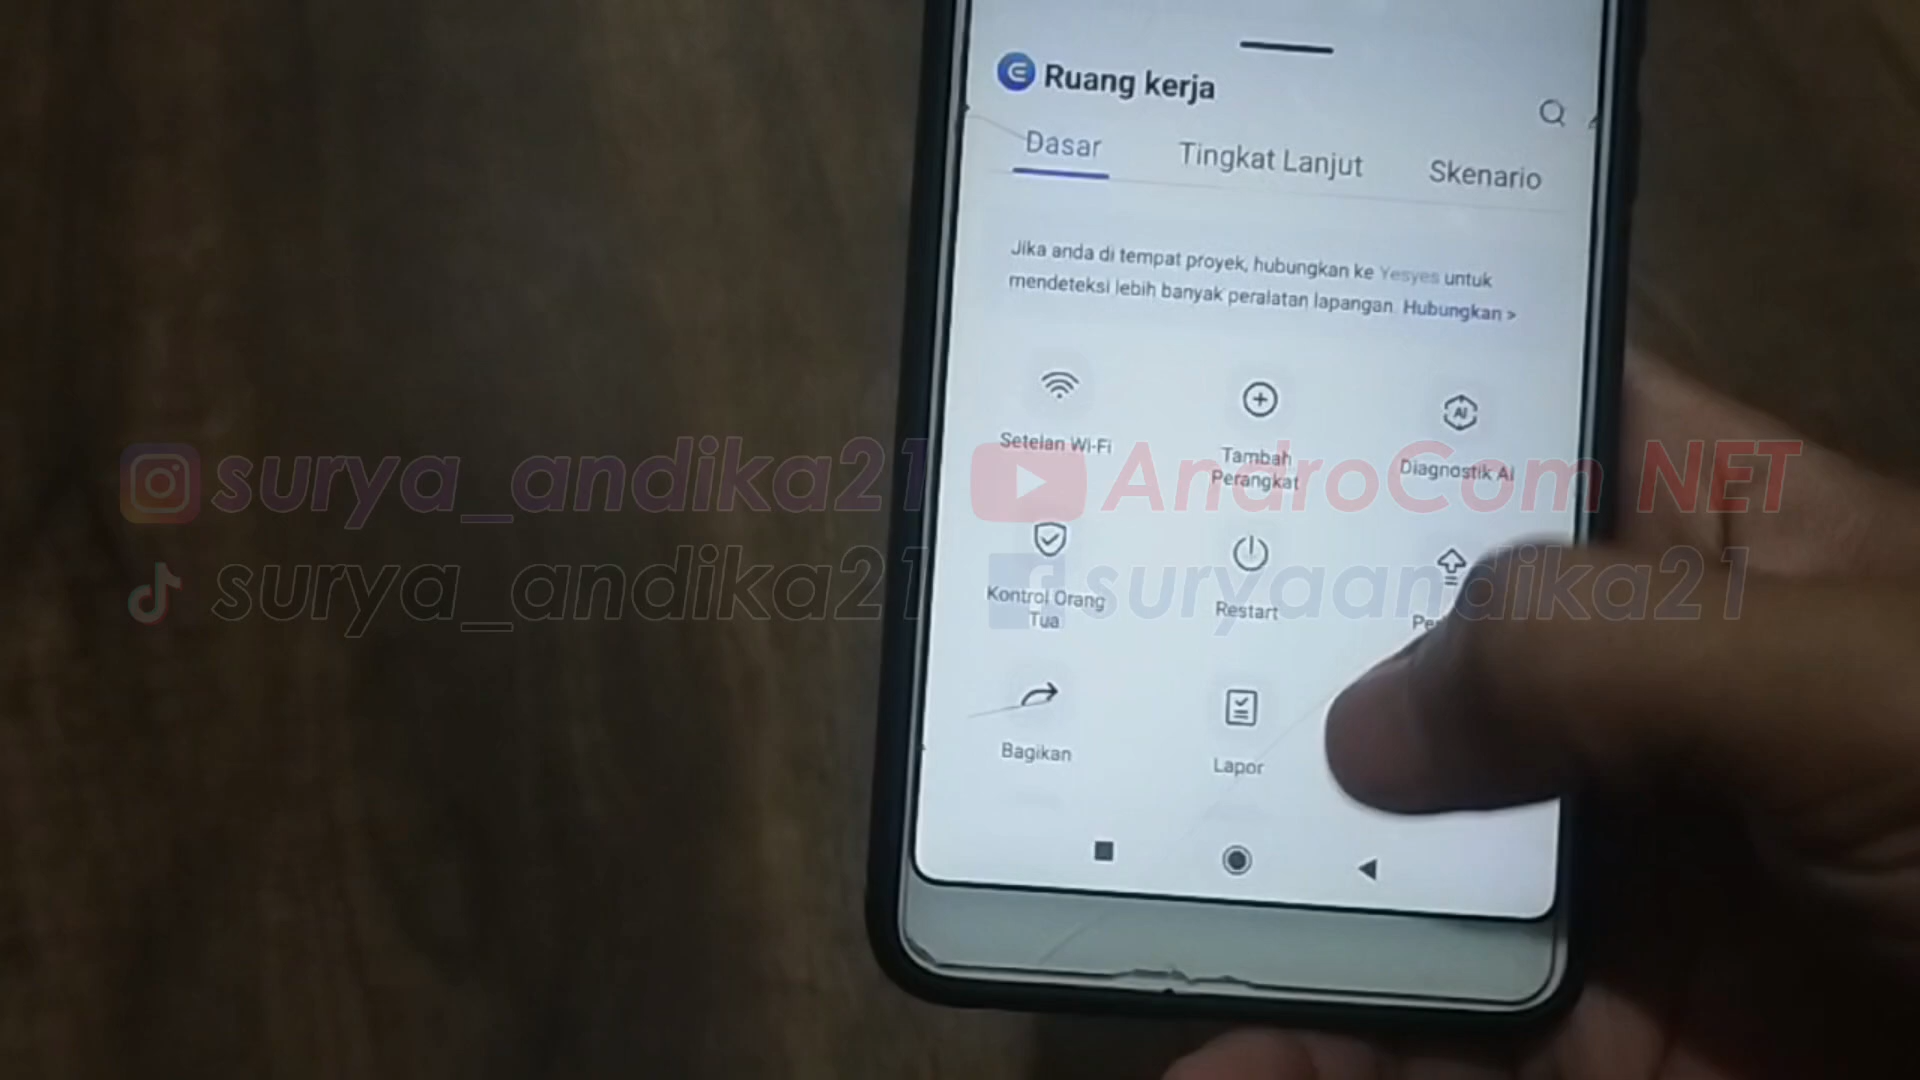 Ruang kerja
Dasar Tingkat Lanjut Skenario
Jika anda di tempat proyek, hubungkan ke Yesyes untuk
mendeteksi lebih banyak peralatan lapangan. Hubungkan >
Setelan Wi-Fi
Tambah
Perangkat
AI
Diagnostik AI
surya_andika21
AndroCom NET
surya_andika21
suryaandika21
Kontrol Orang
Tua
Restart
Bagikan
Lapor